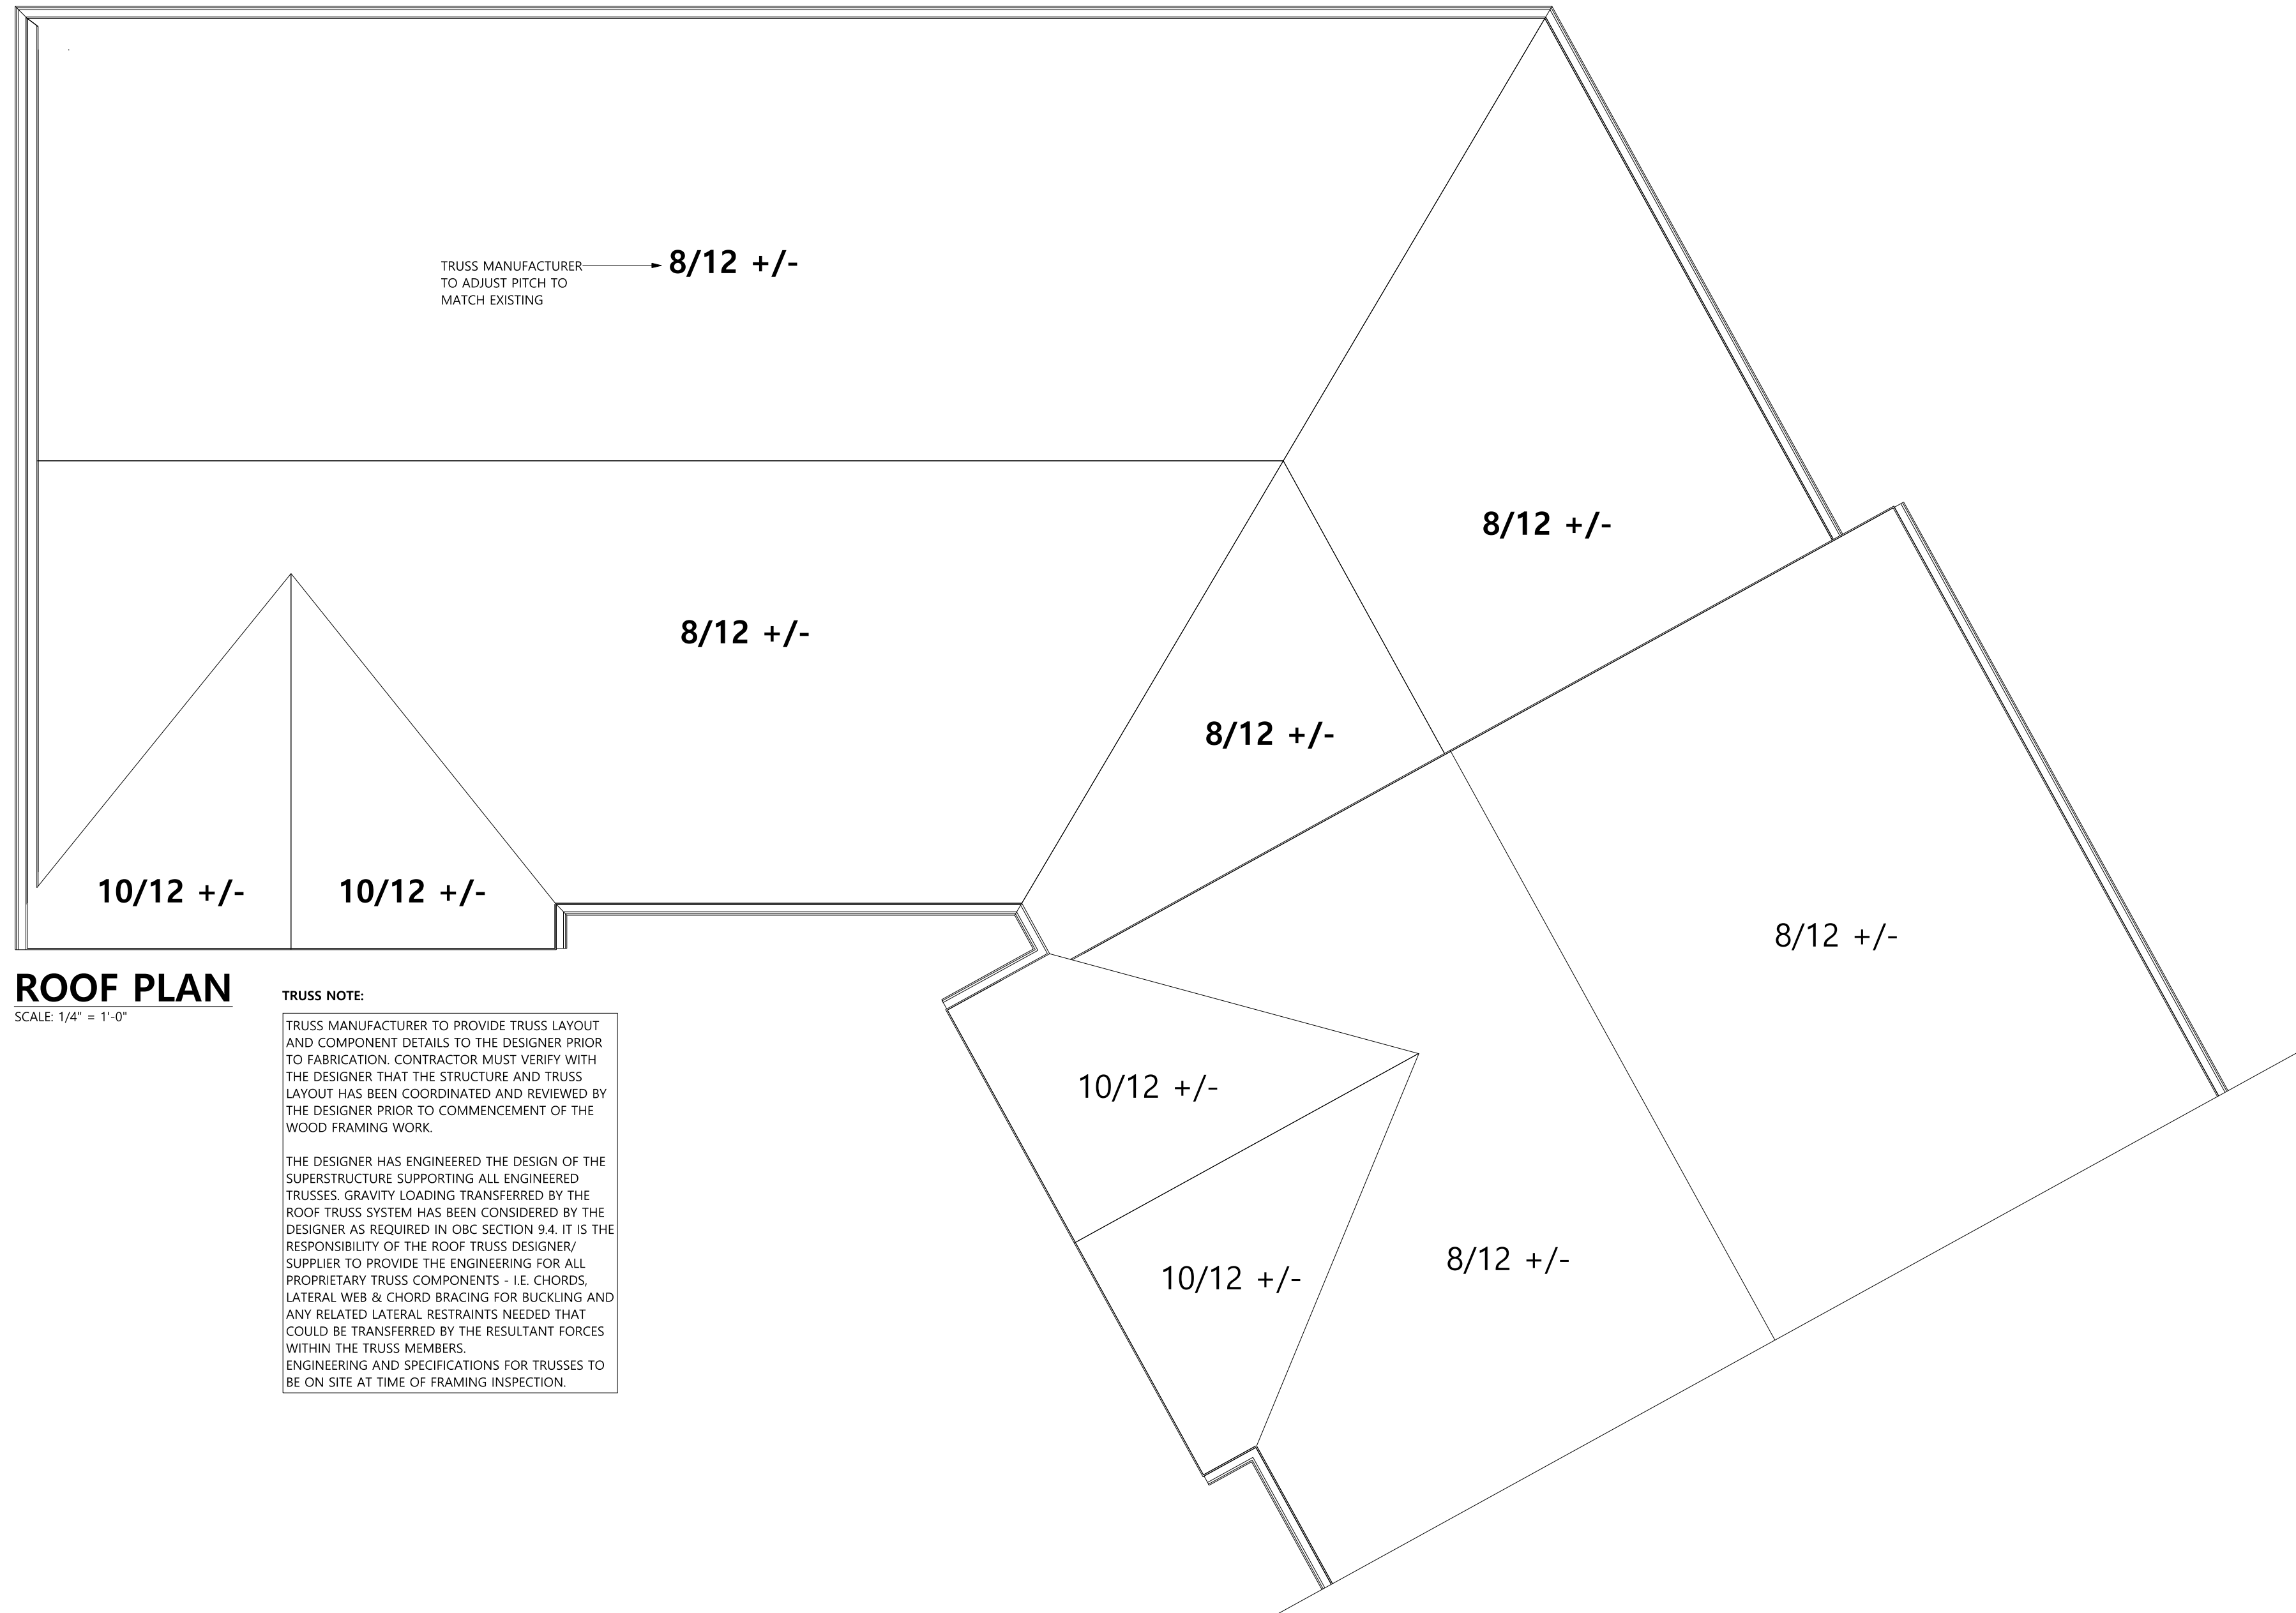 TRUSS MANUFACTURER
TO ADJUST PITCH TO
MATCH EXISTING
8/12 +/-
8/12 +/-
8/12 +/-
8/12 +/-
10/12 +/-
10/12 +/-
8/12 +/-
10/12 +/-
10/12 +/-
8/12 +/-
ROOF PLAN
SCALE: 1/4" = 1'-0"
TRUSS NOTE:
TRUSS MANUFACTURER TO PROVIDE TRUSS LAYOUT
AND COMPONENT DETAILS TO THE DESIGNER PRIOR
TO FABRICATION. CONTRACTOR MUST VERIFY WITH
THE DESIGNER THAT THE STRUCTURE AND TRUSS
LAYOUT HAS BEEN COORDINATED AND REVIEWED BY
THE DESIGNER PRIOR TO COMMENCEMENT OF THE
WOOD FRAMING WORK.
THE DESIGNER HAS ENGINEERED THE DESIGN OF THE
SUPERSTRUCTURE SUPPORTING ALL ENGINEERED
TRUSSES. GRAVITY LOADING TRANSFERRED BY THE
ROOF TRUSS SYSTEM HAS BEEN CONSIDERED BY THE
DESIGNER AS REQUIRED IN OBC SECTION 9.4. IT IS THE
RESPONSIBILITY OF THE ROOF TRUSS DESIGNER/
SUPPLIER TO PROVIDE THE ENGINEERING FOR ALL
PROPRIETARY TRUSS COMPONENTS - I.E. CHORDS,
LATERAL WEB & CHORD BRACING FOR BUCKLING AND
ANY RELATED LATERAL RESTRAINTS NEEDED THAT
COULD BE TRANSFERRED BY THE RESULTANT FORCES
WITHIN THE TRUSS MEMBERS.
ENGINEERING AND SPECIFICATIONS FOR TRUSSES TO
BE ON SITE AT TIME OF FRAMING INSPECTION.